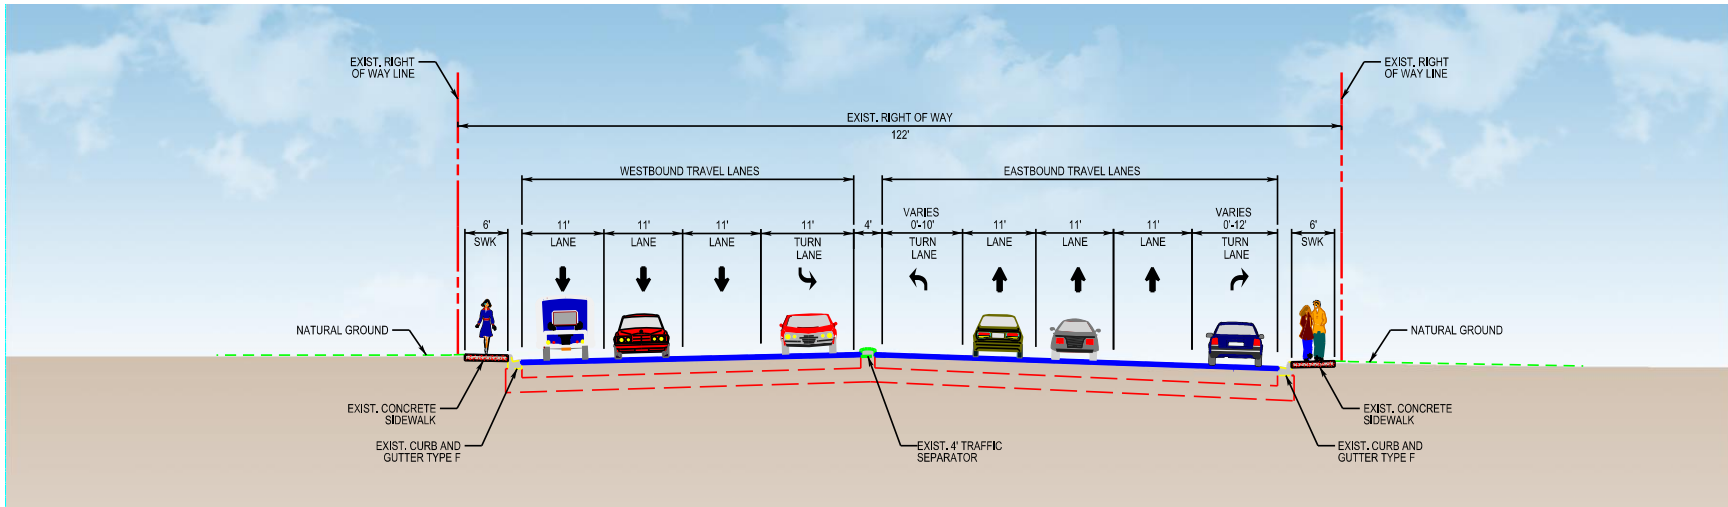 EXIST. RIGHT
OF WAY LINE
EXIST. RIGHT
OF WAY LINE
EXIST. RIGHT OF WAY
122'
WESTBOUND TRAVEL LANES
EASTBOUND TRAVEL LANES
6'
SWK
11'
LANE
11'
LANE
11'
LANE
11'
TURN
LANE
4'
VARIES
0'-10'
TURN
LANE
11'
LANE
11'
LANE
11'
LANE
VARIES
0'-12'
TURN
LANE
6'
SWK
NATURAL GROUND
NATURAL GROUND
EXIST. CONCRETE
SIDEWALK
EXIST. CURB AND
GUTTER TYPE F
EXIST. 4' TRAFFIC
SEPARATOR
EXIST. CONCRETE
SIDEWALK
EXIST. CURB AND
GUTTER TYPE F